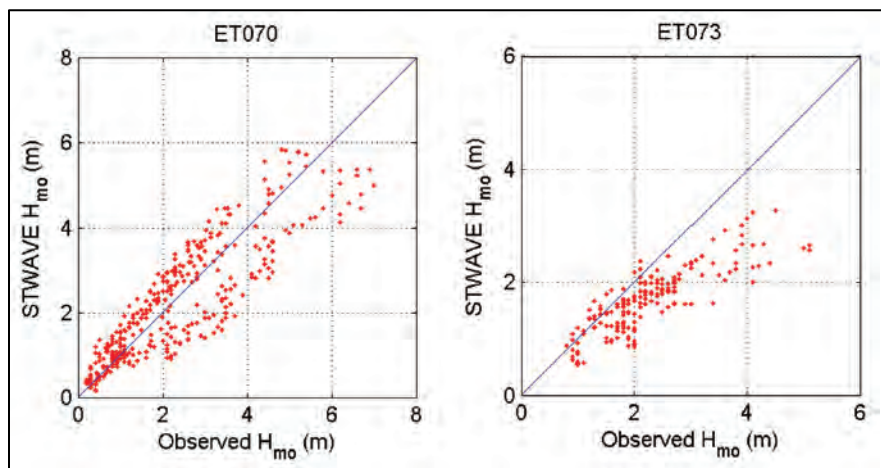 ET070
8
6
4
2
0
STWAVE Hmo (m)
0 2 4 6 8
Observed Hmo (m)
ET073
6
4
2
0
STWAVE Hmo (m)
0 2 4 6
Observed Hmo (m)